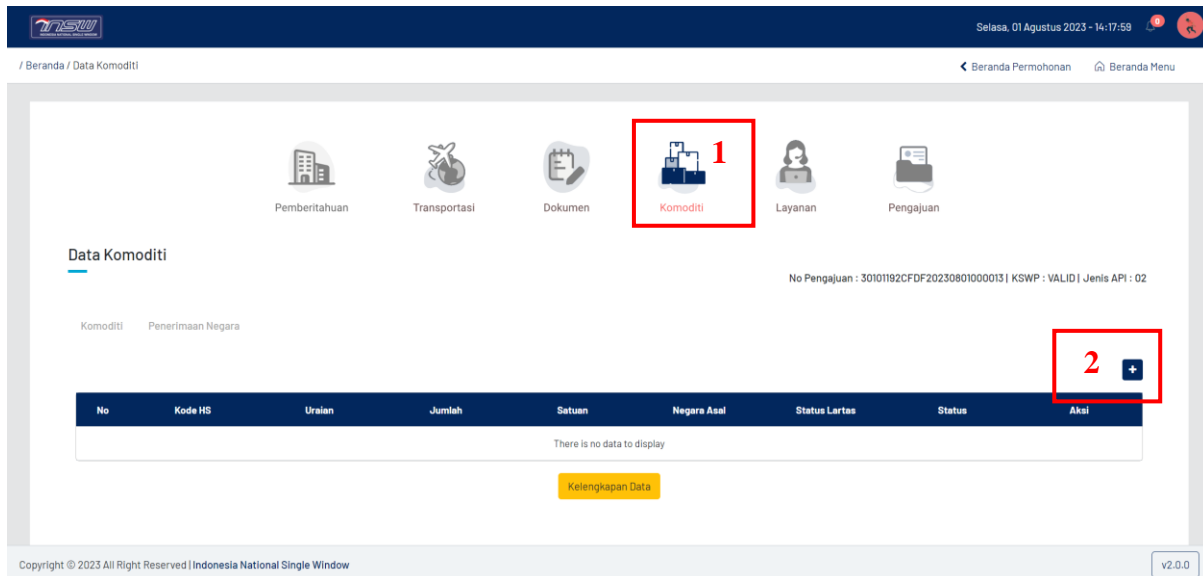 INSW
Selasa, 01 Agustus 2023 - 14:17:59
0
/ Beranda / Data Komoditi
Beranda Permohonan
Beranda Menu
1
Pemberitahuan
Transportasi
Dokumen
Komoditi
Layanan
Pengajuan
Data Komoditi
No Pengajuan : 30101192CFDF20230801000013 | KSWP : VALID | Jenis API : 02
Komoditi
Penerimaan Negara
2
+
No Kode HS Uraian Jumlah Satuan Negara Asal Status Lartas Status Aksi
There is no data to display
Kelengkapan Data
Copyright © 2023 All Right Reserved | Indonesia National Single Window
v2.0.0